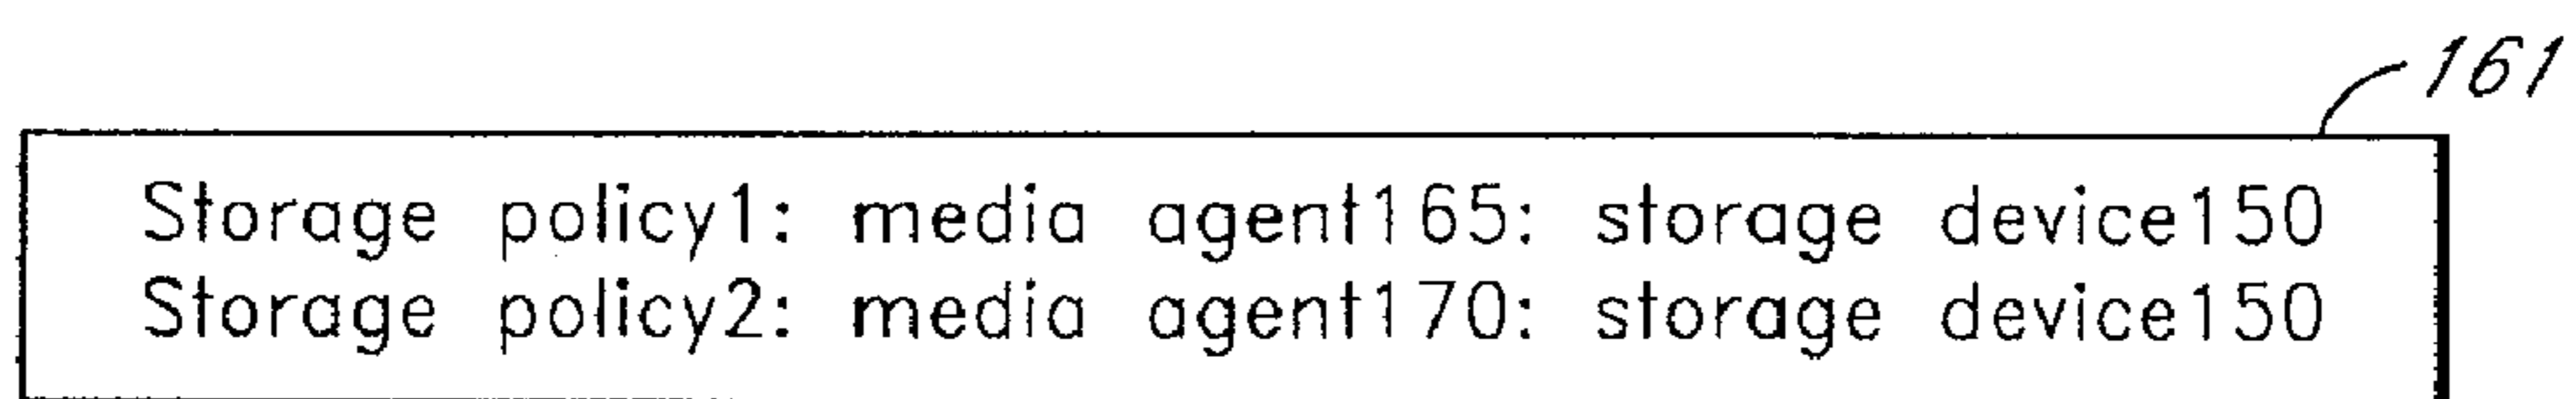 161
Storage policy1: media agent165: storage device150
Storage policy2: media agent170: storage device150